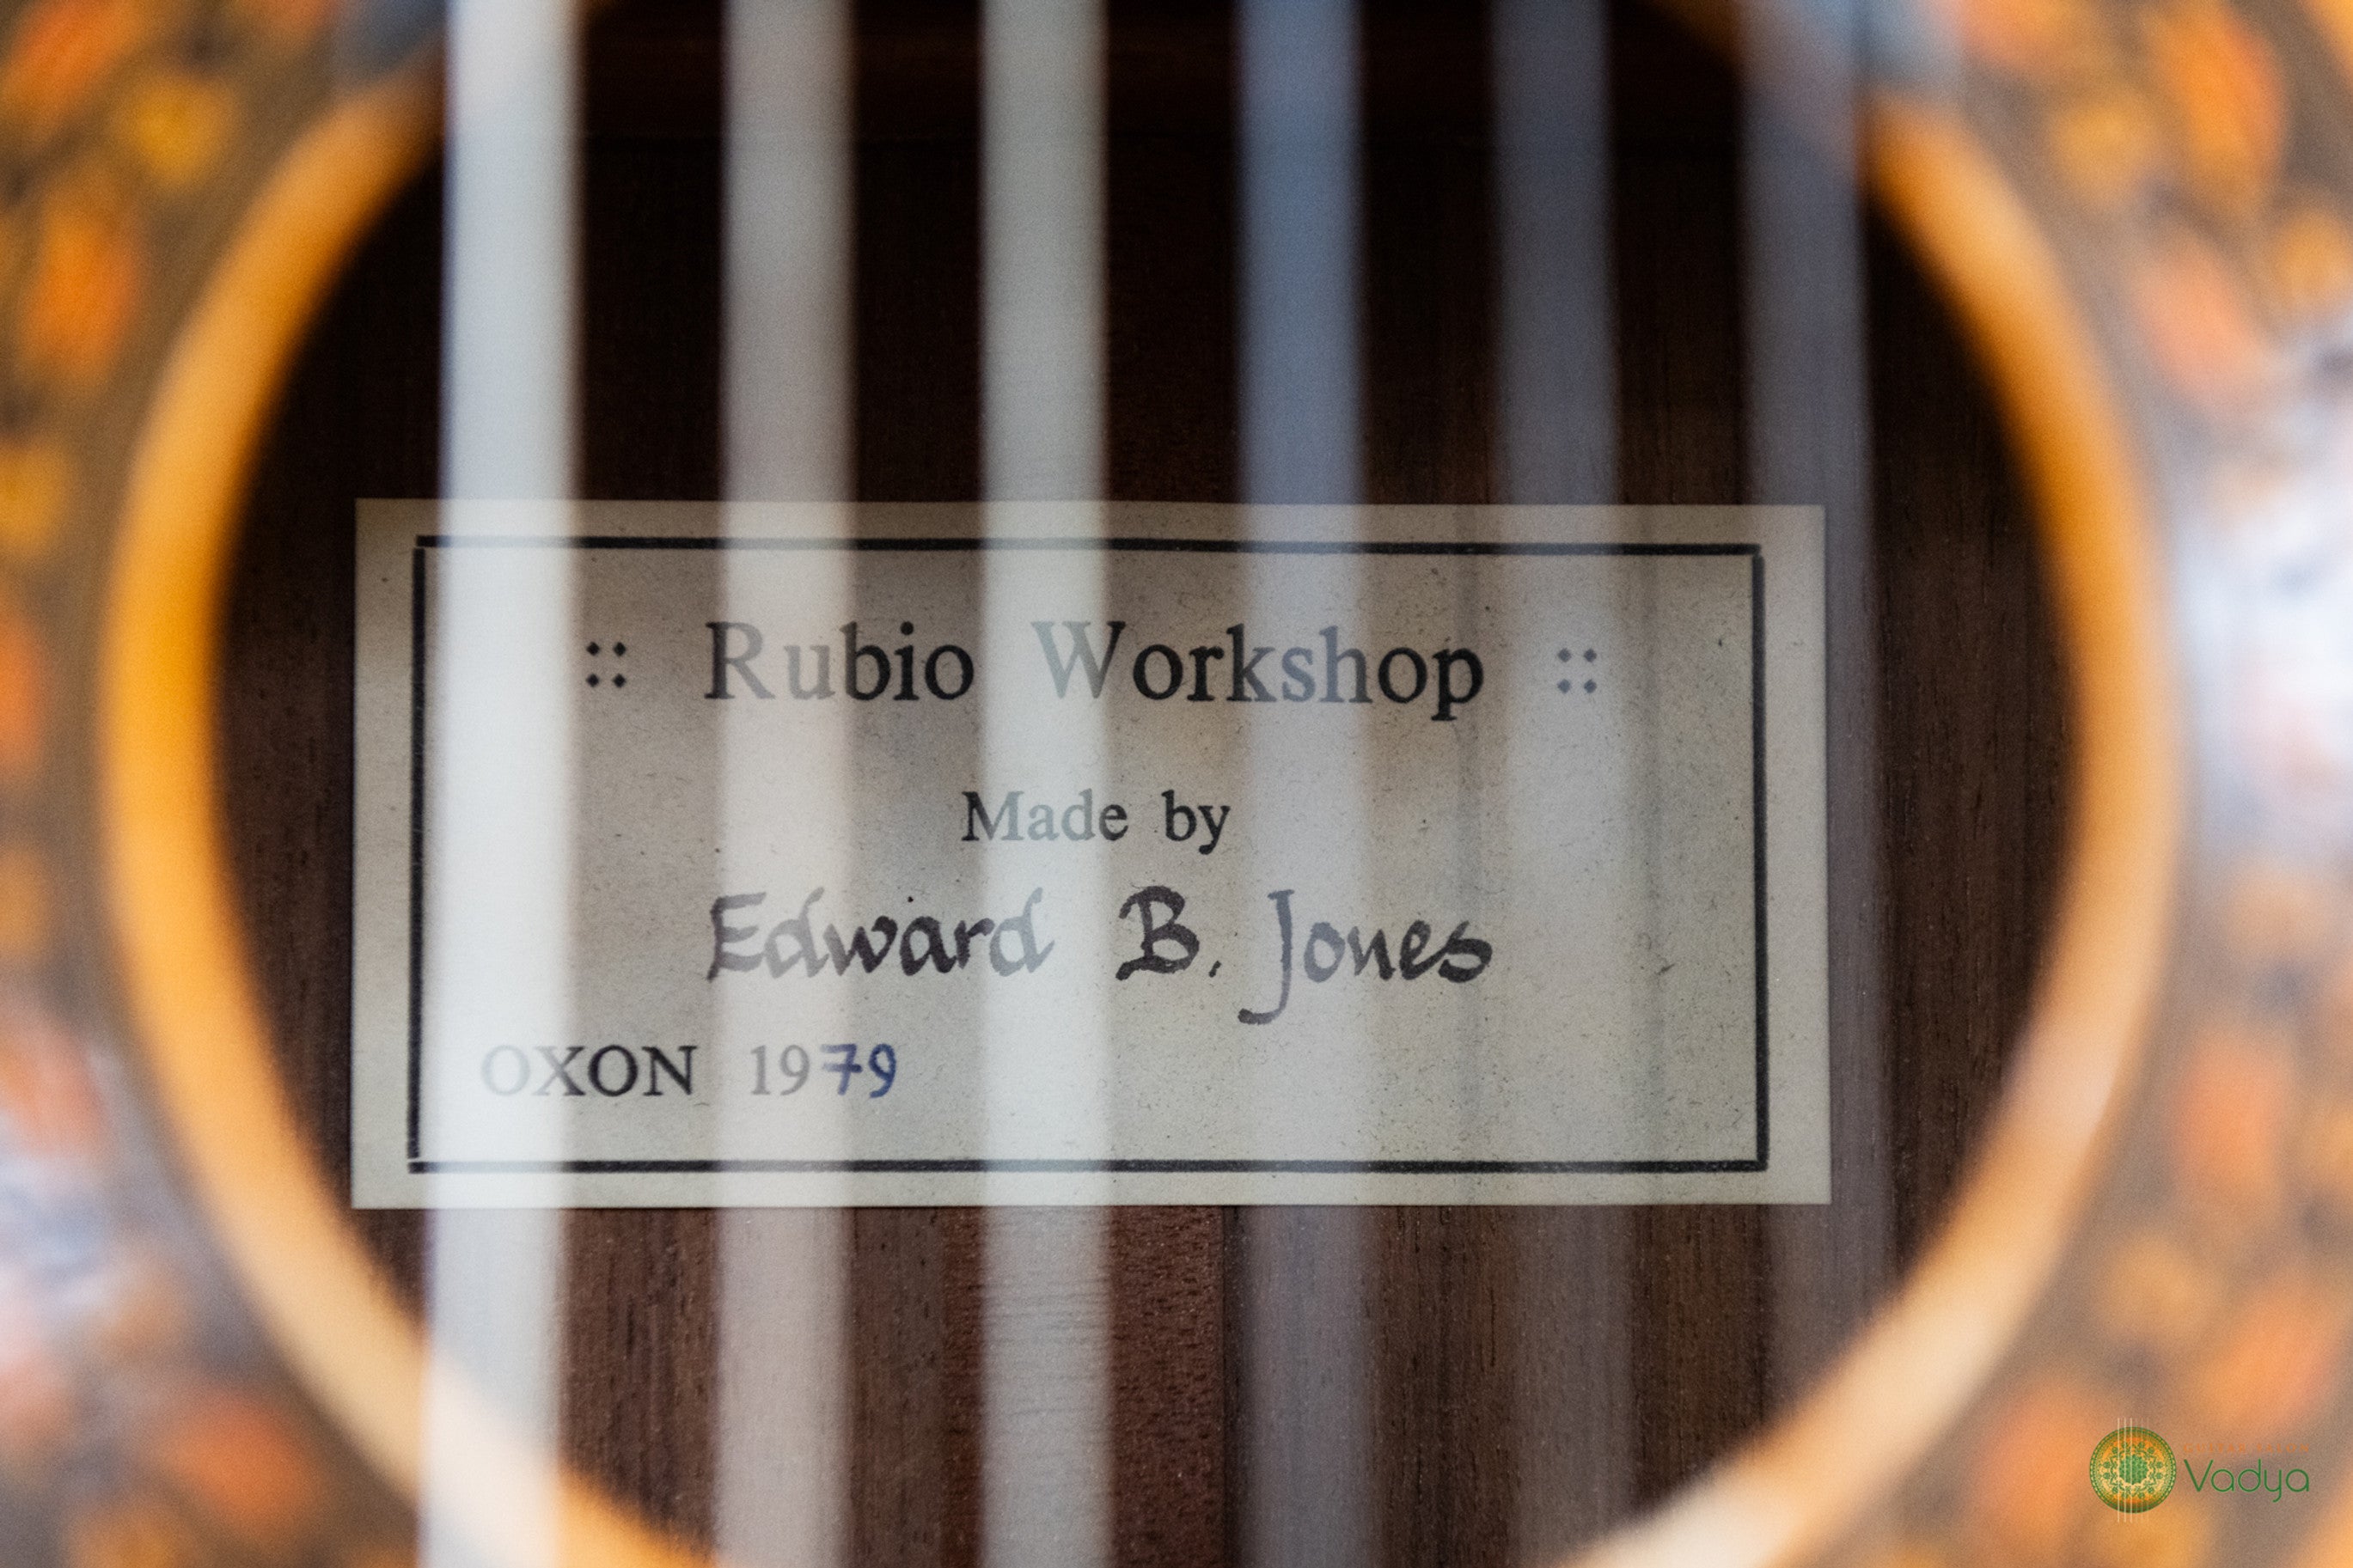 :: Rubio Workshop ::
Made by
Edward B. Jones
OXON 1979
Vadya